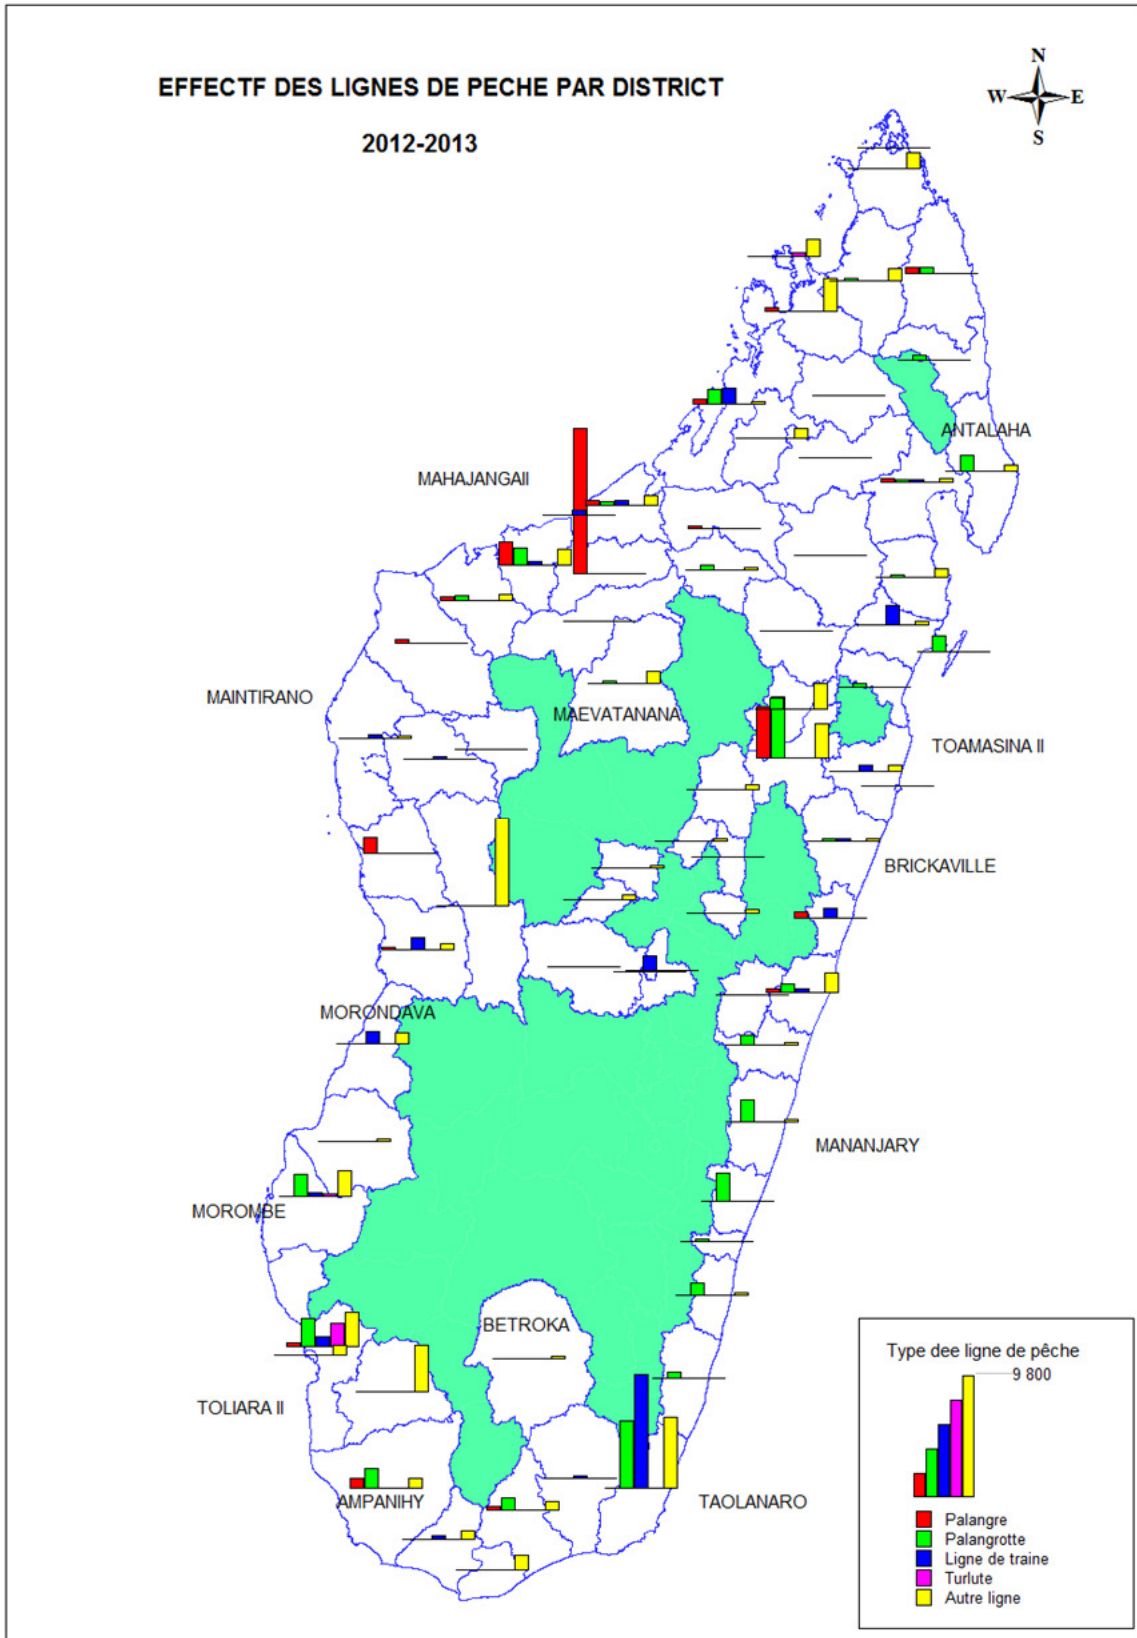 EFFECTF DES LIGNES DE PECHE PAR DISTRICT
2012-2013
N
W E
S
ANTALAHA
MAHAJANGAII
MAINTIRANO
MAEVATANANA
TOAMASINA II
BRICKAVILLE
MORONDAVA
MANANJARY
MOROMBE
BETROKA
TOLIARA II
AMPANIHY
TAOLANARO
Type dee ligne de pêche
9 800
Palangre
Palangrotte
Ligne de traine
Turlute
Autre ligne